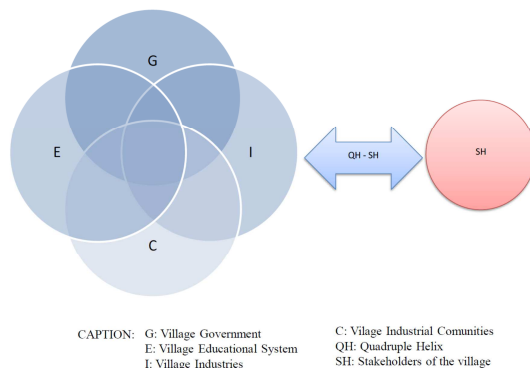 G
E
I
C
QH - SH
SH
CAPTION:
G: Village Government
E: Village Educational System
I: Village Industries
C: Vilage Industrial Comunities
QH: Quadruple Helix
SH: Stakeholders of the village